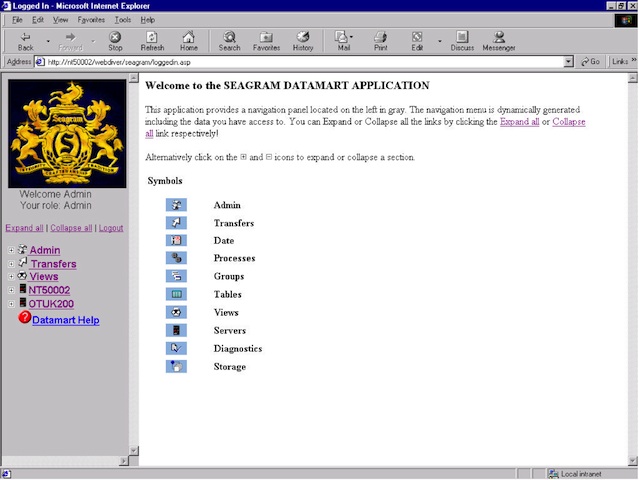 Logged In - Microsoft Internet Explorer
File Edit View Favorites Tools Help
Back Forward Stop Refresh Home Search Favorites History Mail Print Edit Discuss Messenger
Address http://nt50002/webdiver/seagram/loggedin.asp Go Links »
Seagram
Welcome Admin
Your role: Admin
Expand all | Collapse all | Logout
Admin
Transfers
Views
NT50002
OTUK200
Datamart Help
Welcome to the SEAGRAM DATAMART APPLICATION
This application provides a navigation panel located on the left in gray. The navigation menu is dynamically generated
including the data you have access to. You can Expand or Collapse all the links by clicking the Expand all or Collapse
all link respectively!
Alternatively click on the ⊞ and ⊟ icons to expand or collapse a section.
Symbols
Admin
Transfers
Date
Processes
Groups
Tables
Views
Servers
Diagnostics
Storage
Local intranet